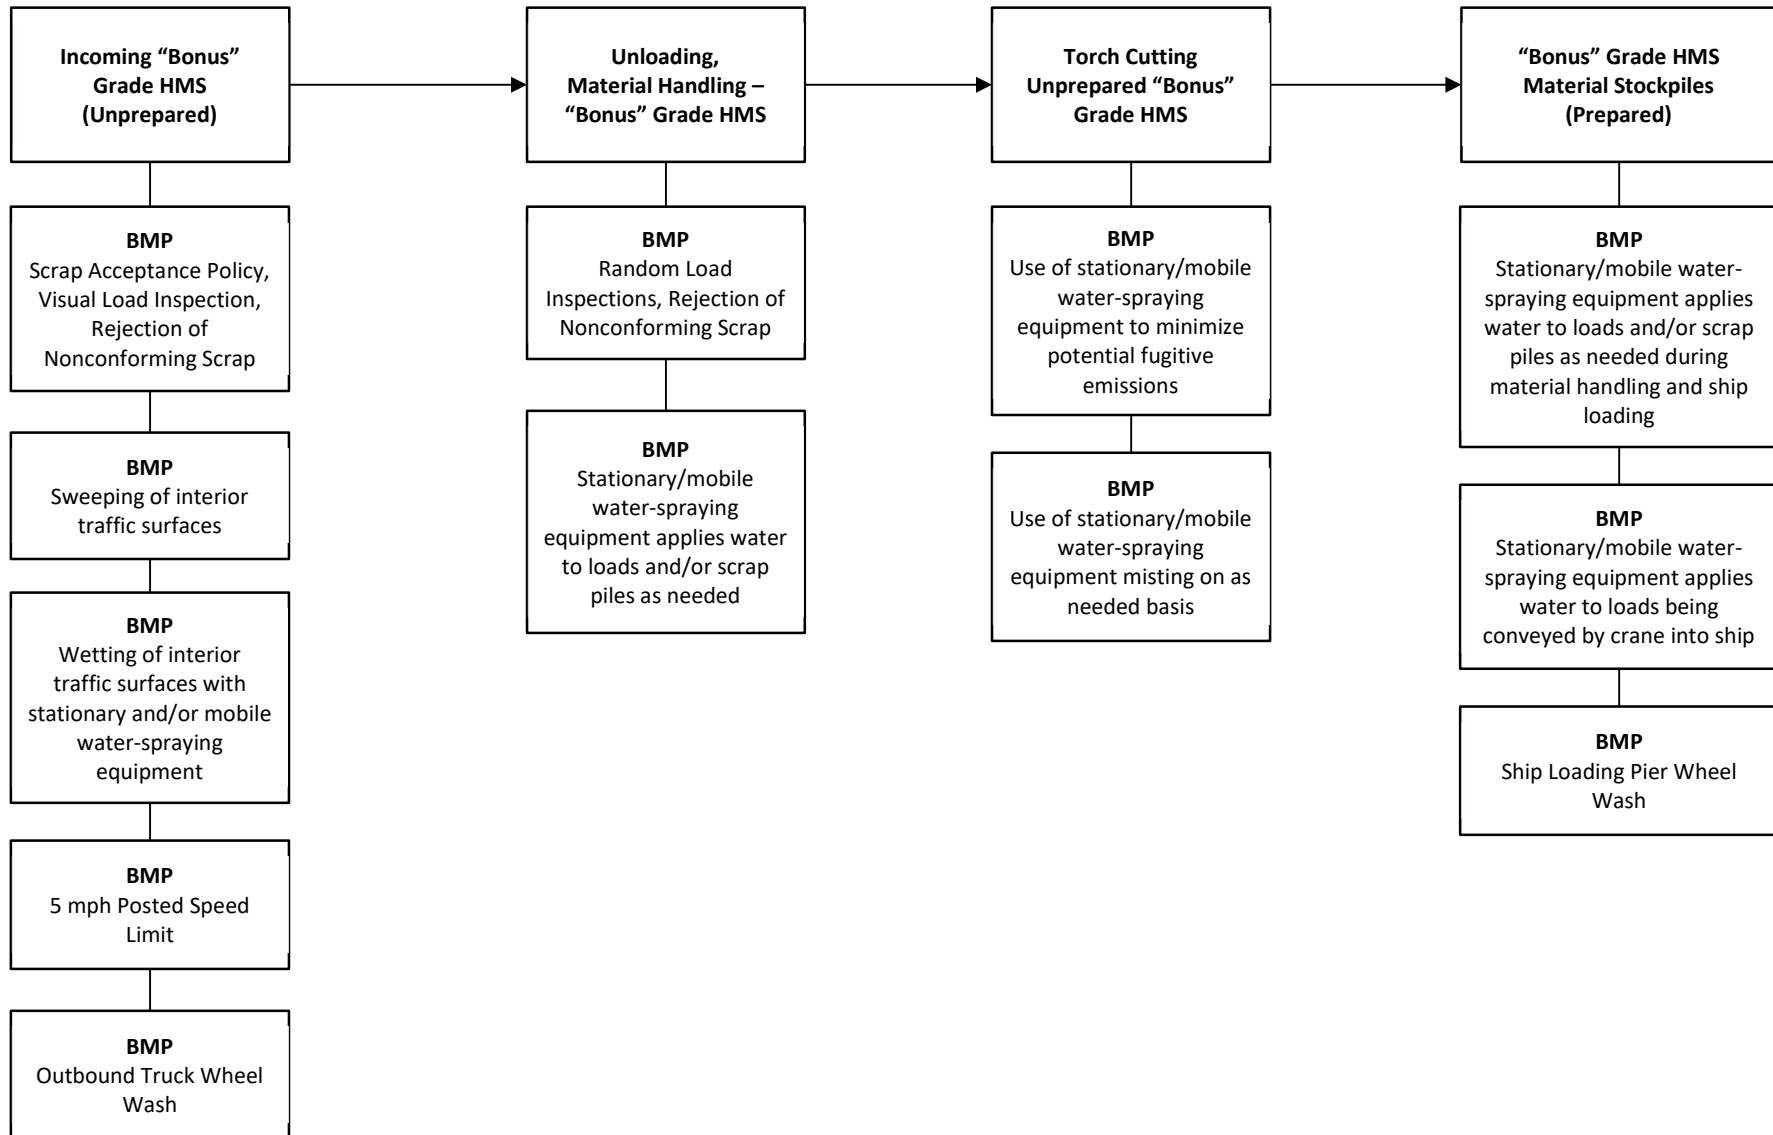 Incoming “Bonus”
Grade HMS
(Unprepared)
Unloading,
Material Handling –
“Bonus” Grade HMS
Torch Cutting
Unprepared “Bonus”
Grade HMS
“Bonus” Grade HMS
Material Stockpiles
(Prepared)
BMP
Scrap Acceptance Policy,
Visual Load Inspection,
Rejection of
Nonconforming Scrap
BMP
Sweeping of interior
traffic surfaces
BMP
Wetting of interior
traffic surfaces with
stationary and/or mobile
water-spraying
equipment
BMP
5 mph Posted Speed
Limit
BMP
Outbound Truck Wheel
Wash
BMP
Random Load
Inspections, Rejection of
Nonconforming Scrap
BMP
Stationary/mobile
water-spraying
equipment applies water
to loads and/or scrap
piles as needed
BMP
Use of stationary/mobile
water-spraying
equipment to minimize
potential fugitive
emissions
BMP
Use of stationary/mobile
water-spraying
equipment misting on as
needed basis
BMP
Stationary/mobile water-
spraying equipment applies
water to loads and/or scrap
piles as needed during
material handling and ship
loading
BMP
Stationary/mobile water-
spraying equipment applies
water to loads being
conveyed by crane into ship
BMP
Ship Loading Pier Wheel
Wash